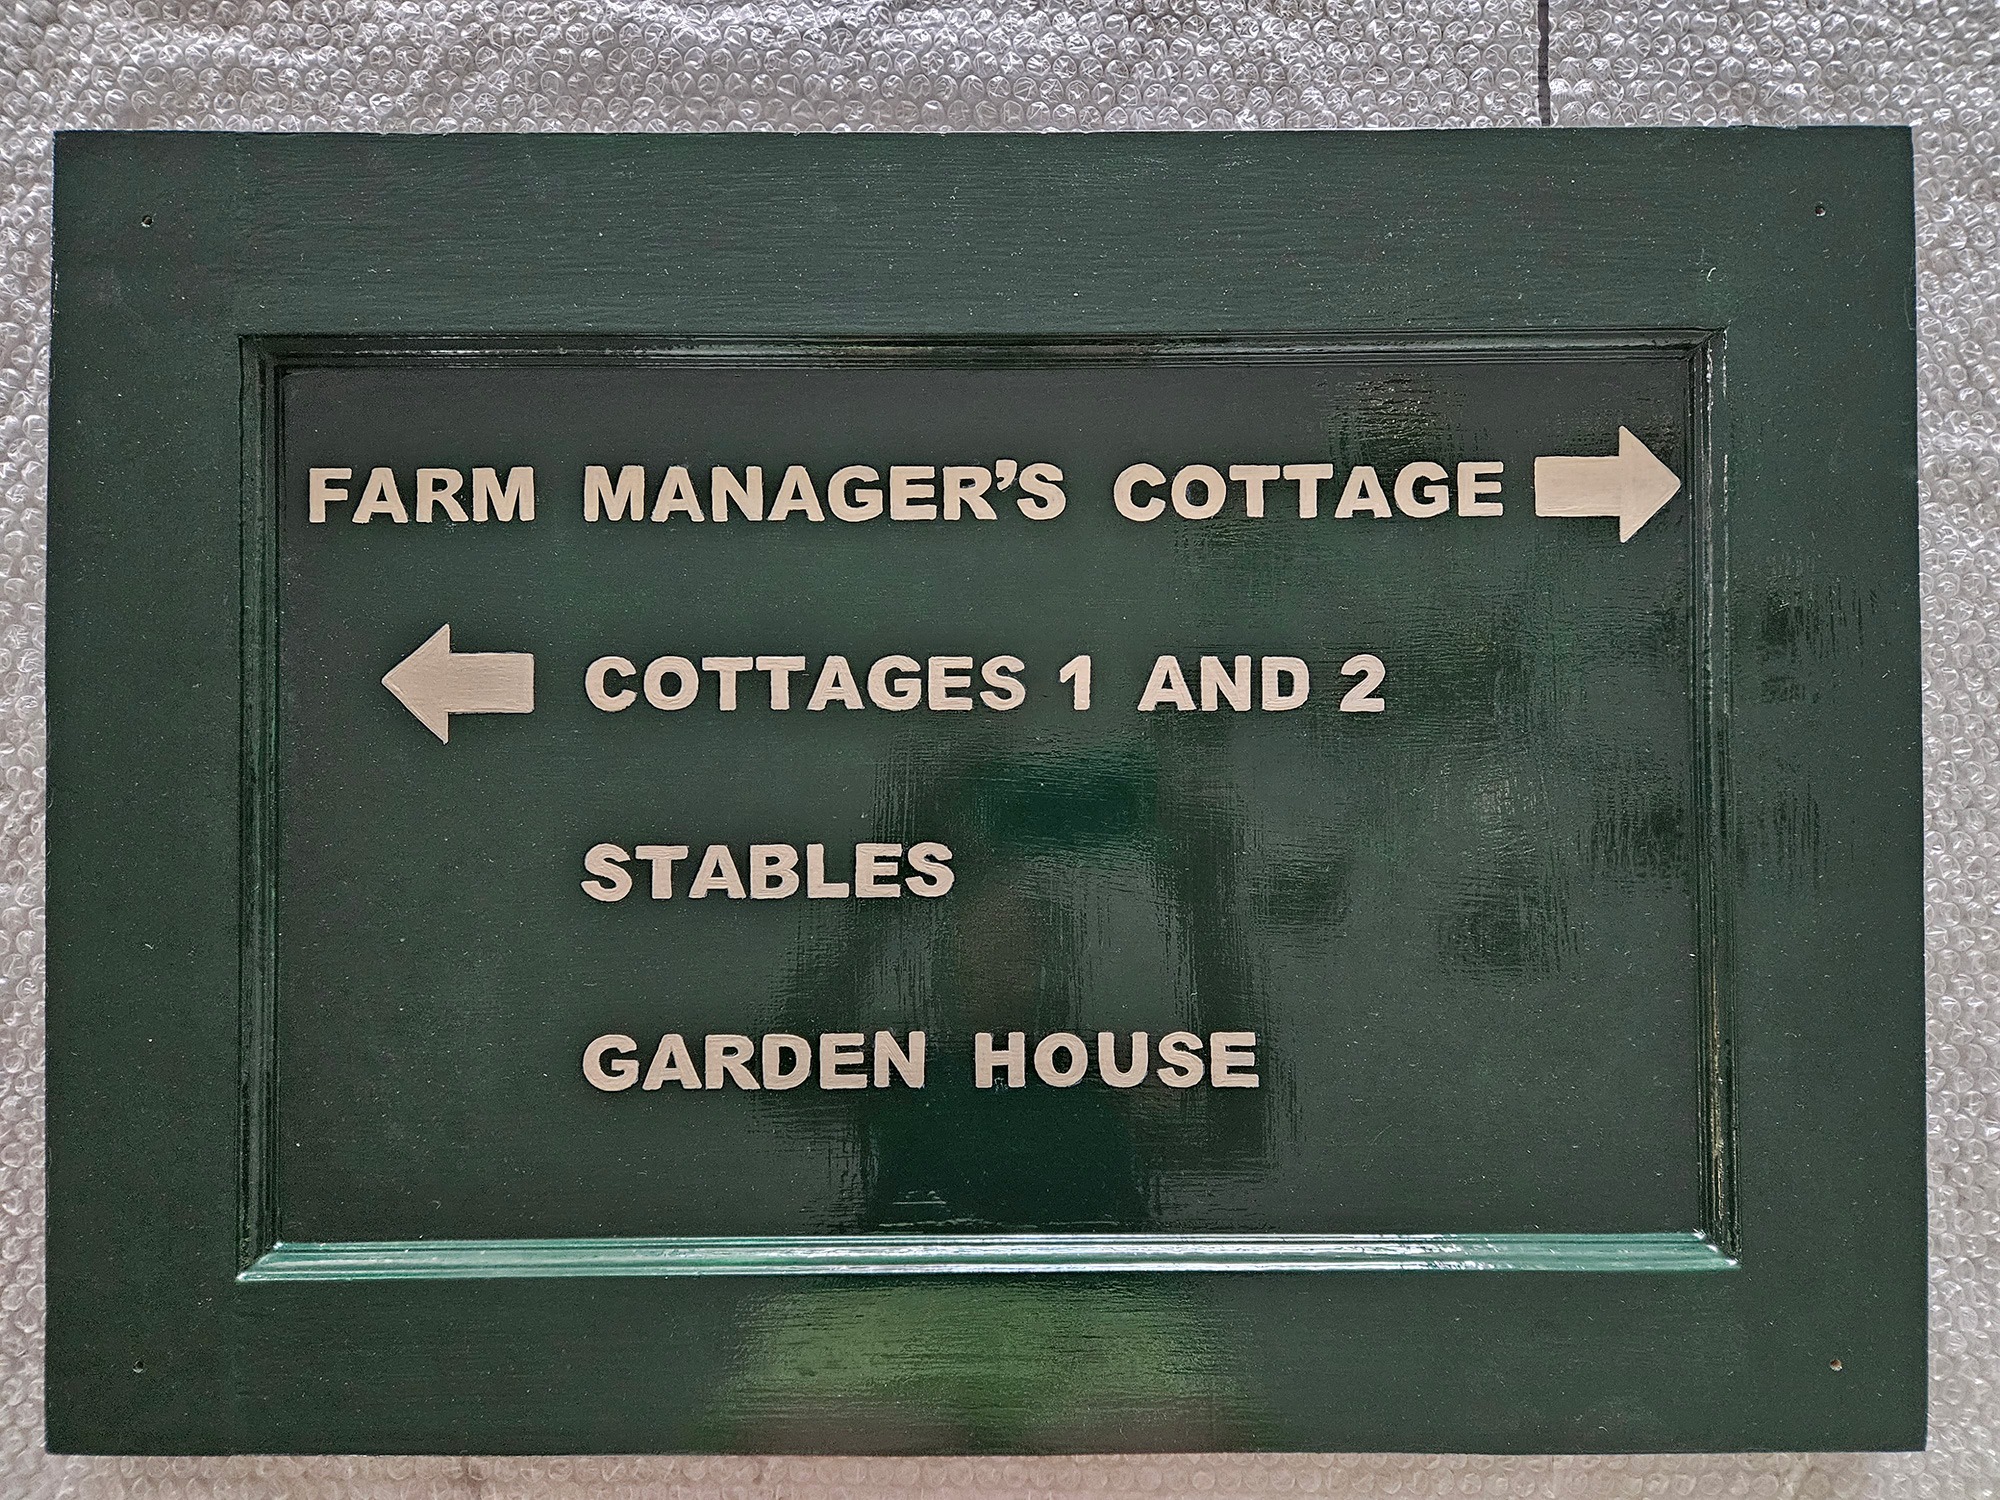 FARM MANAGER'S COTTAGE
COTTAGES 1 AND 2
STABLES
GARDEN HOUSE